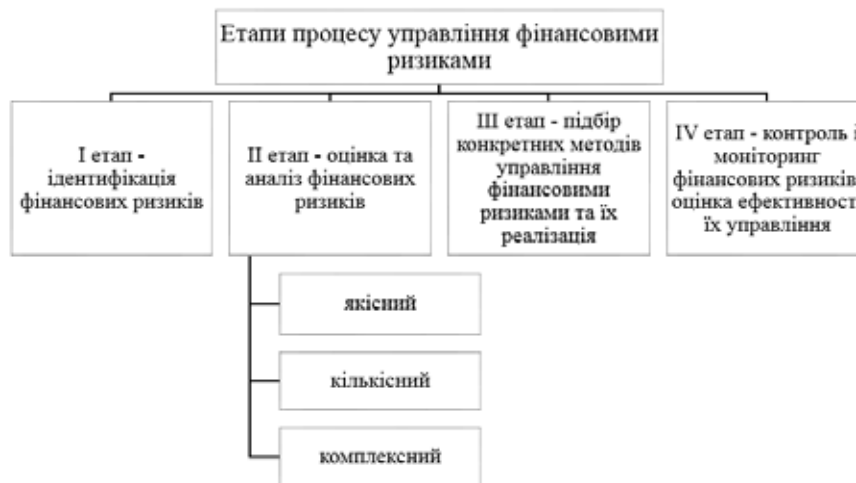 Етапи процесу управління фінансовими
ризиками
І етап -
ідентифікація
фінансових ризиків
ІІ етап - оцінка та
аналіз фінансових
ризиків
ІІІ етап - підбір
конкретних методів
управління
фінансовими
ризиками та їх
реалізація
IV етап - контроль і
моніторинг
фінансових ризиків
оцінка ефективност
їх управління
якісний
кількісний
комплексний